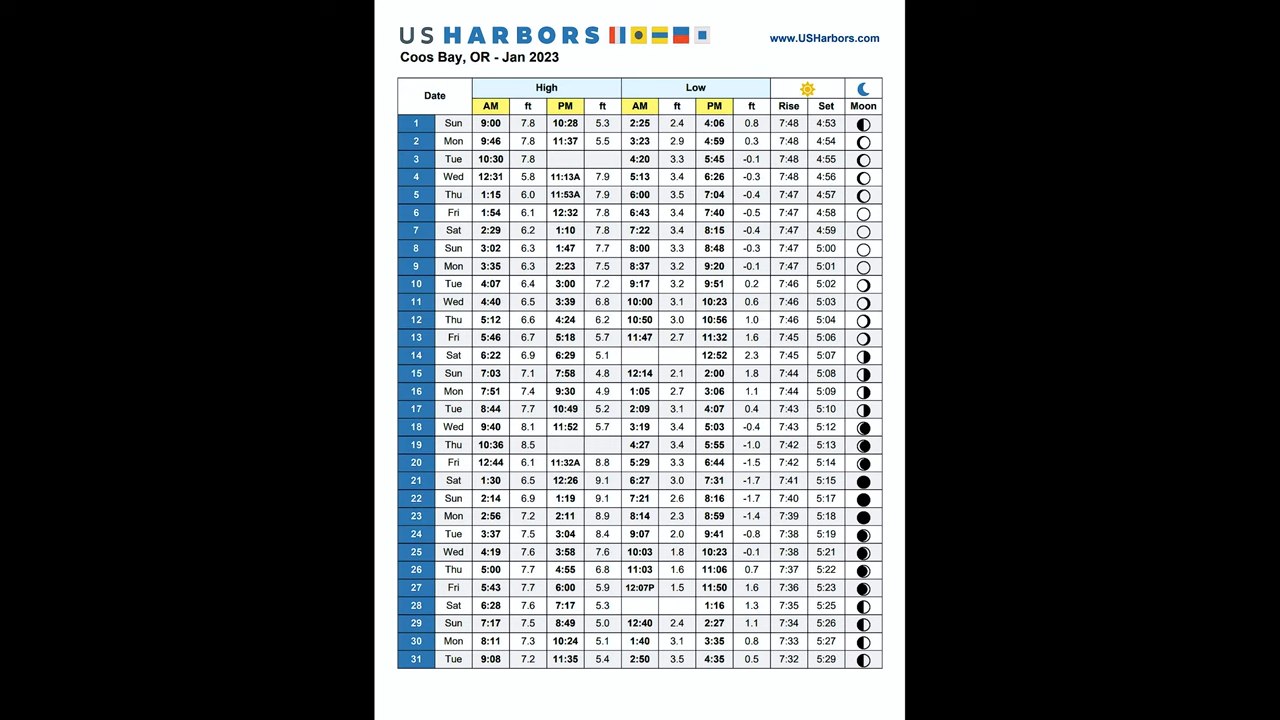 US HARBORS
www.USHarbors.com
Coos Bay, OR - Jan 2023
Date High Low
AM ft PM ft AM ft PM ft Rise Set Moon
1 Sun 9:00 7.8 10:28 5.3 2:25 2.4 4:06 0.8 7:48 4:53
2 Mon 9:46 7.8 11:37 5.5 3:23 2.9 4:59 0.3 7:48 4:54
3 Tue 10:30 7.8 4:20 3.3 5:45 -0.1 7:48 4:55
4 Wed 12:31 5.8 11:13A 7.9 5:13 3.4 6:26 -0.3 7:48 4:56
5 Thu 1:15 6.0 11:53A 7.9 6:00 3.5 7:04 -0.4 7:47 4:57
6 Fri 1:54 6.1 12:32 7.8 6:43 3.4 7:40 -0.5 7:47 4:58
7 Sat 2:29 6.2 1:10 7.8 7:22 3.4 8:15 -0.4 7:47 4:59
8 Sun 3:02 6.3 1:47 7.7 8:00 3.3 8:48 -0.3 7:47 5:00
9 Mon 3:35 6.3 2:23 7.5 8:37 3.2 9:20 -0.1 7:47 5:01
10 Tue 4:07 6.4 3:00 7.2 9:17 3.2 9:51 0.2 7:46 5:02
11 Wed 4:40 6.5 3:39 6.8 10:00 3.1 10:23 0.6 7:46 5:03
12 Thu 5:12 6.6 4:24 6.2 10:50 3.0 10:56 1.0 7:46 5:04
13 Fri 5:46 6.7 5:18 5.7 11:47 2.7 11:32 1.6 7:45 5:06
14 Sat 6:22 6.9 6:29 5.1 12:52 2.3 7:45 5:07
15 Sun 7:03 7.1 7:58 4.8 12:14 2.1 2:00 1.8 7:44 5:08
16 Mon 7:51 7.4 9:30 4.9 1:05 2.7 3:06 1.1 7:44 5:09
17 Tue 8:44 7.7 10:49 5.2 2:09 3.1 4:07 0.4 7:43 5:10
18 Wed 9:40 8.1 11:52 5.7 3:19 3.4 5:03 -0.4 7:43 5:12
19 Thu 10:36 8.5 4:27 3.4 5:55 -1.0 7:42 5:13
20 Fri 12:44 6.1 11:32A 8.8 5:29 3.3 6:44 -1.5 7:42 5:14
21 Sat 1:30 6.5 12:26 9.1 6:27 3.0 7:31 -1.7 7:41 5:15
22 Sun 2:14 6.9 1:19 9.1 7:21 2.6 8:16 -1.7 7:40 5:17
23 Mon 2:56 7.2 2:11 8.9 8:14 2.3 8:59 -1.4 7:39 5:18
24 Tue 3:37 7.5 3:04 8.4 9:07 2.0 9:41 -0.8 7:38 5:19
25 Wed 4:19 7.6 3:58 7.6 10:03 1.8 10:23 -0.1 7:38 5:21
26 Thu 5:00 7.7 4:55 6.8 11:03 1.6 11:06 0.7 7:37 5:22
27 Fri 5:43 7.7 6:00 5.9 12:07P 1.5 11:50 1.6 7:36 5:23
28 Sat 6:28 7.6 7:17 5.3 1:16 1.3 7:35 5:25
29 Sun 7:17 7.5 8:49 5.0 12:40 2.4 2:27 1.1 7:34 5:26
30 Mon 8:11 7.3 10:24 5.1 1:40 3.1 3:35 0.8 7:33 5:27
31 Tue 9:08 7.2 11:35 5.4 2:50 3.5 4:35 0.5 7:32 5:29